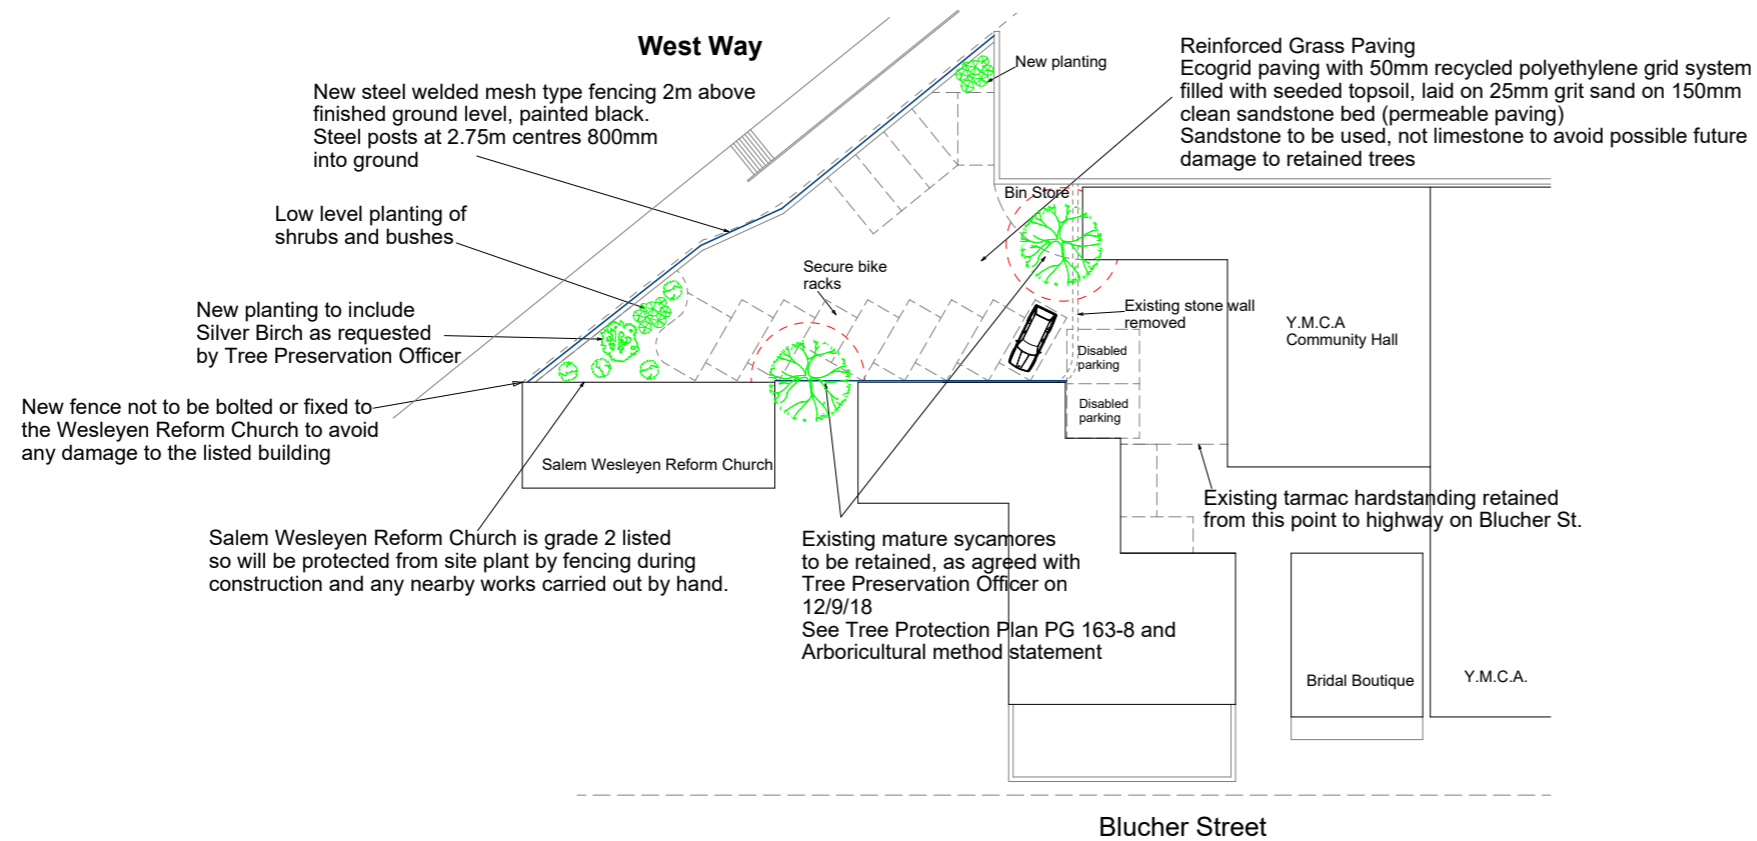 West Way
New steel welded mesh type fencing 2m above
finished ground level, painted black.
Steel posts at 2.75m centres 800mm
into ground
New planting
Reinforced Grass Paving
Ecogrid paving with 50mm recycled polyethylene grid system
filled with seeded topsoil, laid on 25mm grit sand on 150mm
clean sandstone bed (permeable paving)
Sandstone to be used, not limestone to avoid possible future
damage to retained trees
Low level planting of
shrubs and bushes
Bin Store
Secure bike
racks
New planting to include
Silver Birch as requested
by Tree Preservation Officer
Existing stone wall
removed
Y.M.C.A
Community Hall
Disabled
parking
Disabled
parking
New fence not to be bolted or fixed to
the Wesleyen Reform Church to avoid
any damage to the listed building
Salem Wesleyen Reform Church
Existing tarmac hardstanding retained
from this point to highway on Blucher St.
Salem Wesleyen Reform Church is grade 2 listed
so will be protected from site plant by fencing during
construction and any nearby works carried out by hand.
Existing mature sycamores
to be retained, as agreed with
Tree Preservation Officer on
12/9/18
See Tree Protection Plan PG 163-8 and
Arboricultural method statement
Bridal Boutique
Y.M.C.A.
Blucher Street